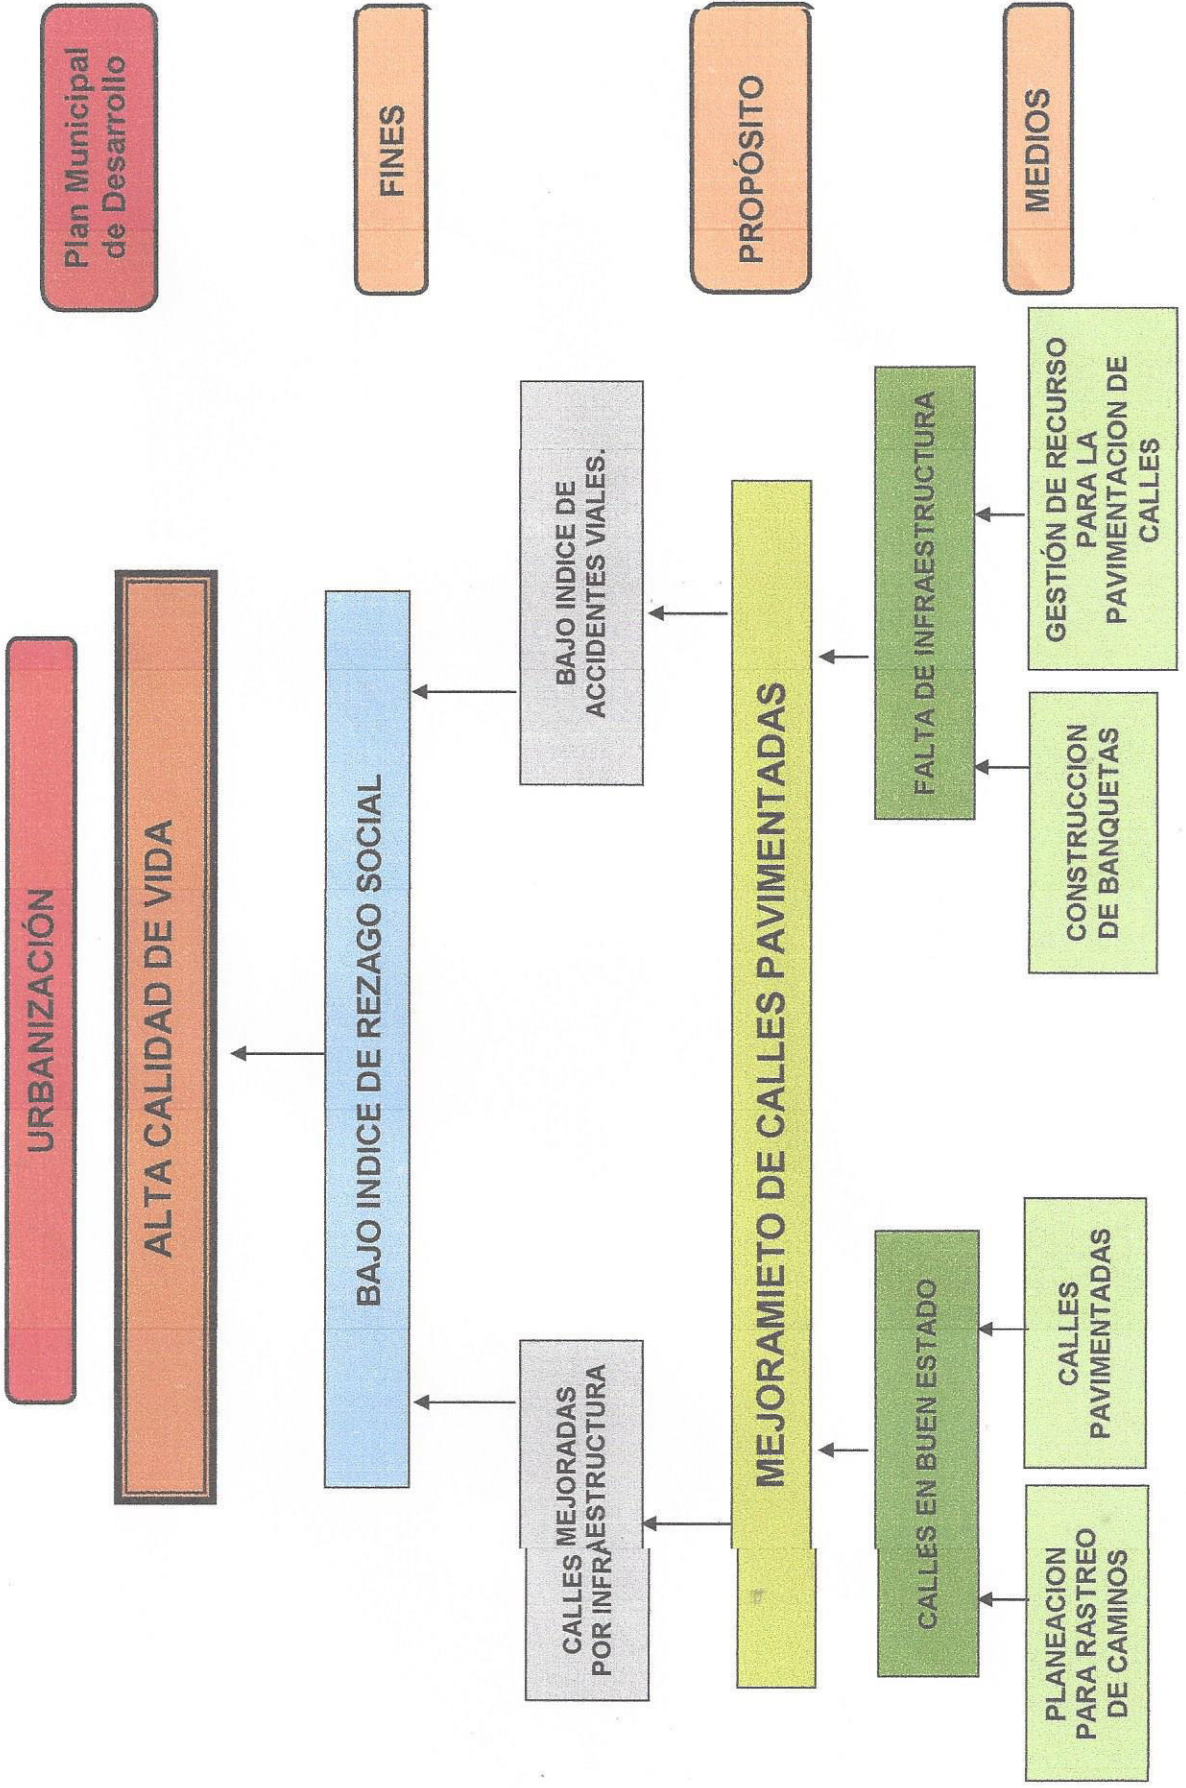 URBANIZACIÓN
Plan Municipal
de Desarrollo
ALTA CALIDAD DE VIDA
BAJO INDICE DE REZAGO SOCIAL
FINES
CALLES MEJORADAS
POR INFRAESTRUCTURA
BAJO INDICE DE
ACCIDENTES VIALES.
MEJORAMIETO DE CALLES PAVIMENTADAS
PROPÓSITO
CALLES EN BUEN ESTADO
FALTA DE INFRAESTRUCTURA
PLANEACION
PARA RASTREO
DE CAMINOS
CALLES
PAVIMENTADAS
CONSTRUCCION
DE BANQUETAS
GESTIÓN DE RECURSO
PARA LA
PAVIMENTACION DE
CALLES
MEDIOS